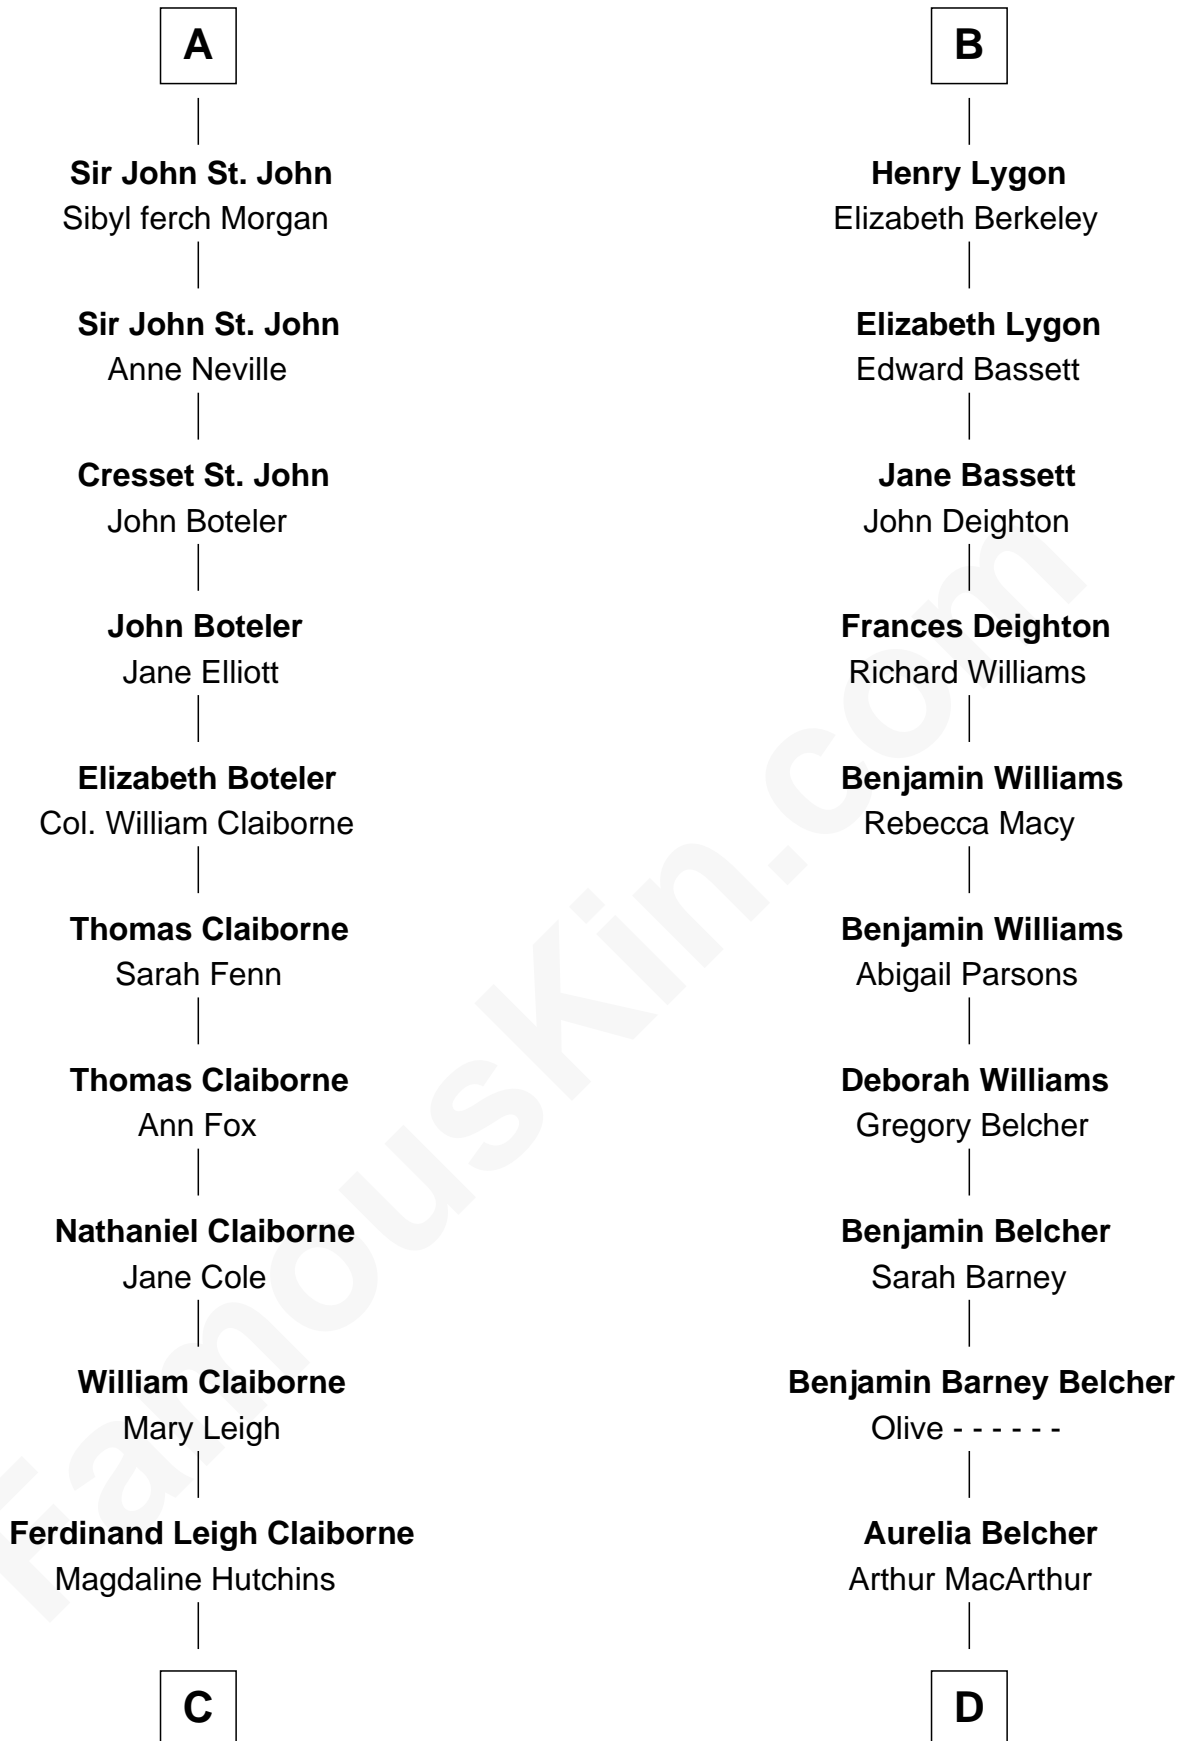 A
Sir John St. John
Sibyl ferch Morgan
Sir John St. John
Anne Neville
Cresset St. John
John Boteler
John Boteler
Jane Elliott
Elizabeth Boteler
Col. William Claiborne
Thomas Claiborne
Sarah Fenn
Thomas Claiborne
Ann Fox
Nathaniel Claiborne
Jane Cole
William Claiborne
Mary Leigh
Ferdinand Leigh Claiborne
Magdaline Hutchins
C
B
Henry Lygon
Elizabeth Berkeley
Elizabeth Lygon
Edward Bassett
Jane Bassett
John Deighton
Frances Deighton
Richard Williams
Benjamin Williams
Rebecca Macy
Benjamin Williams
Abigail Parsons
Deborah Williams
Gregory Belcher
Benjamin Belcher
Sarah Barney
Benjamin Barney Belcher
Olive - - - - - -
Aurelia Belcher
Arthur MacArthur
D
FamousKin.com